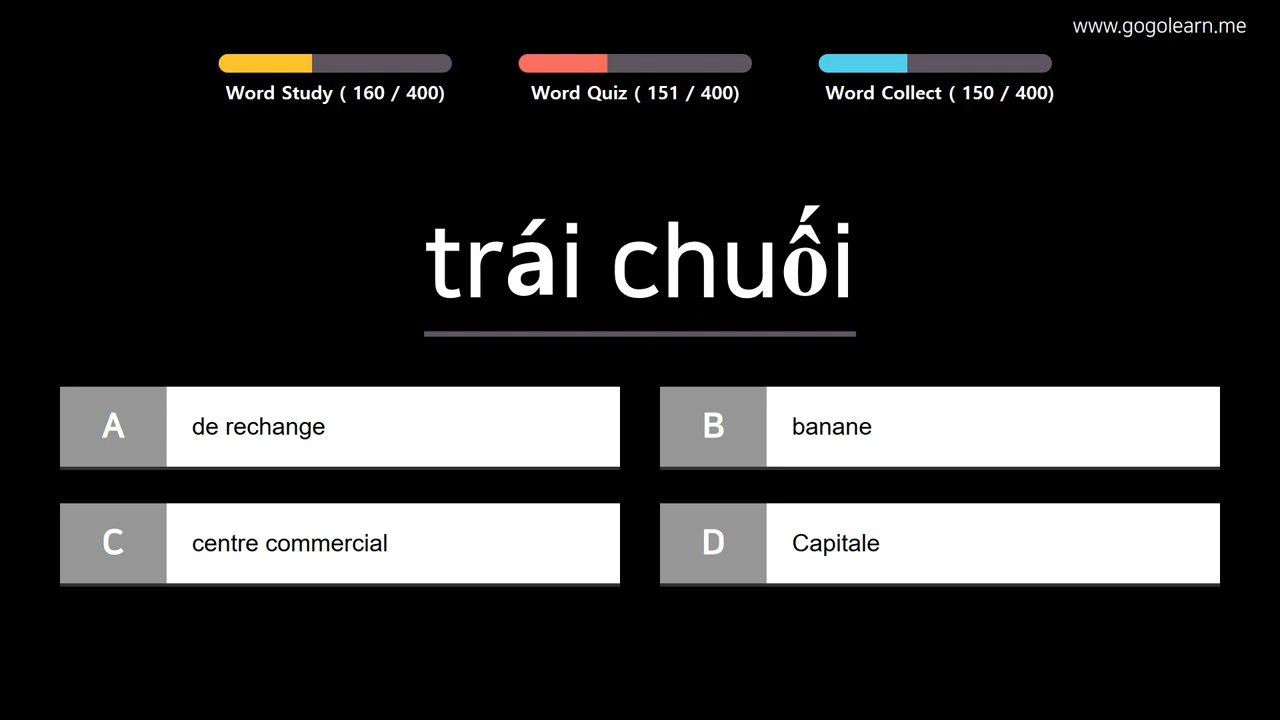 www.gogolearn.me
Word Study ( 160 / 400)
Word Quiz ( 151 / 400)
Word Collect ( 150 / 400)
trái chuối
A
de rechange
B
banane
C
centre commercial
D
Capitale